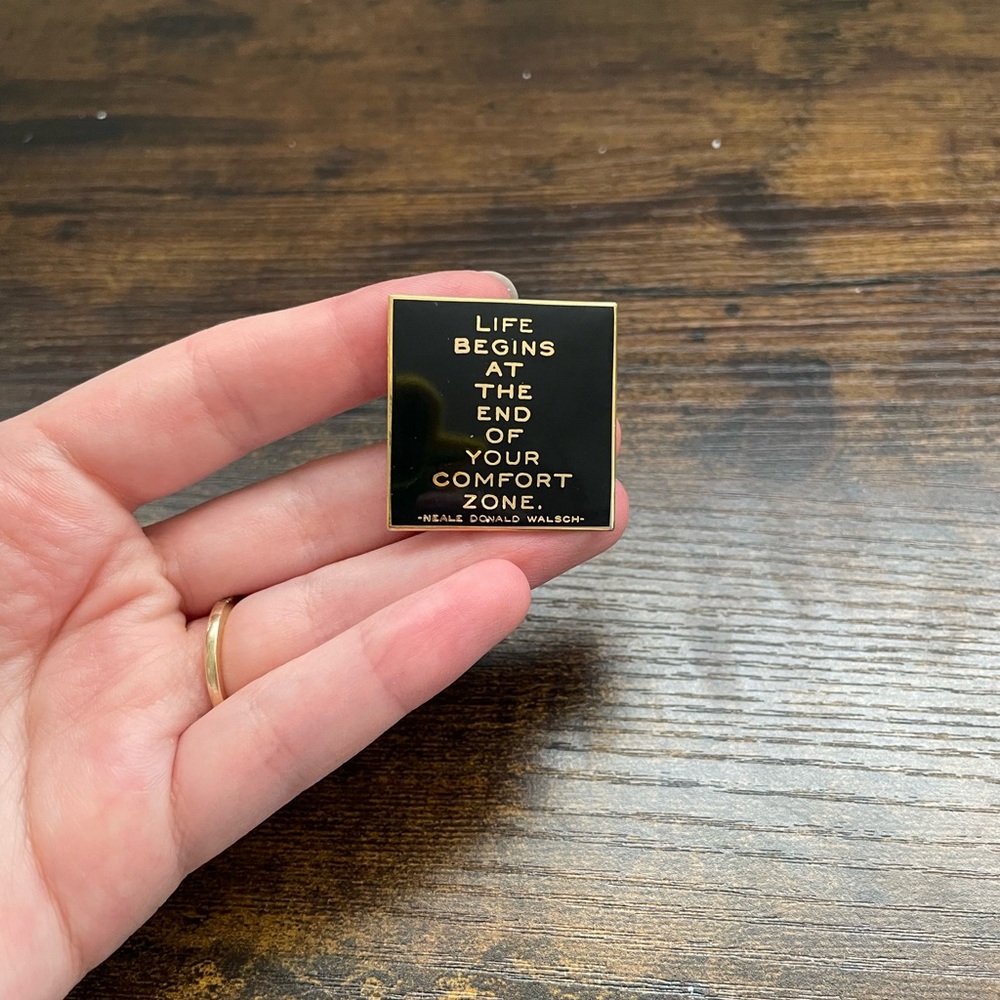 LIFE
BEGINS
AT
THE
END
OF
YOUR
COMFORT
ZONE.
-NEALE DONALD WALSCH-